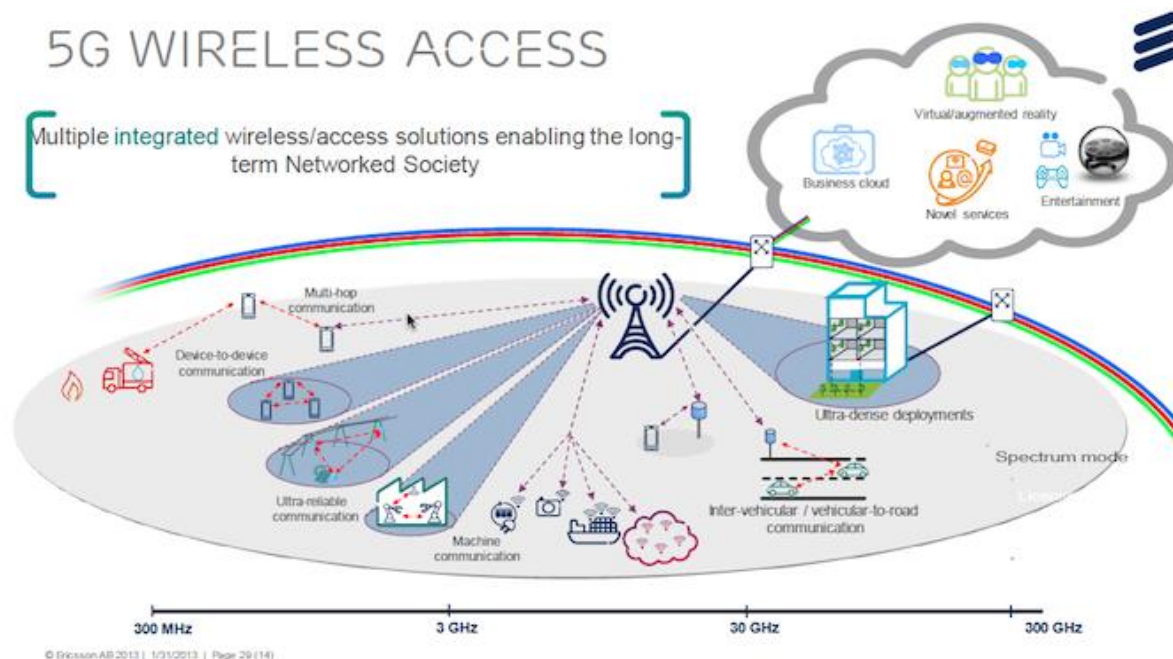 5G WIRELESS ACCESS
Multiple integrated wireless/access solutions enabling the long-
term Networked Society
Virtual/augmented reality
Business cloud
Novel services
Entertainment
Multi-hop
communication
Device-to-device
communication
Ultra-dense deployments
Spectrum mode
Ultra-reliable
communication
Machine
communication
Inter-vehicular / vehicular-to-road
communication
300 MHz
3 GHz
30 GHz
300 GHz
© Ericsson AB 2013 | 1/31/2013 | Page 29 (14)